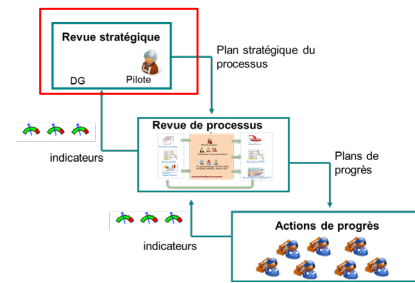 Revue stratégique
DG
Pilote
Plan stratégique du
processus
indicateurs
Revue de processus
Plans de
progrès
indicateurs
Actions de progrès